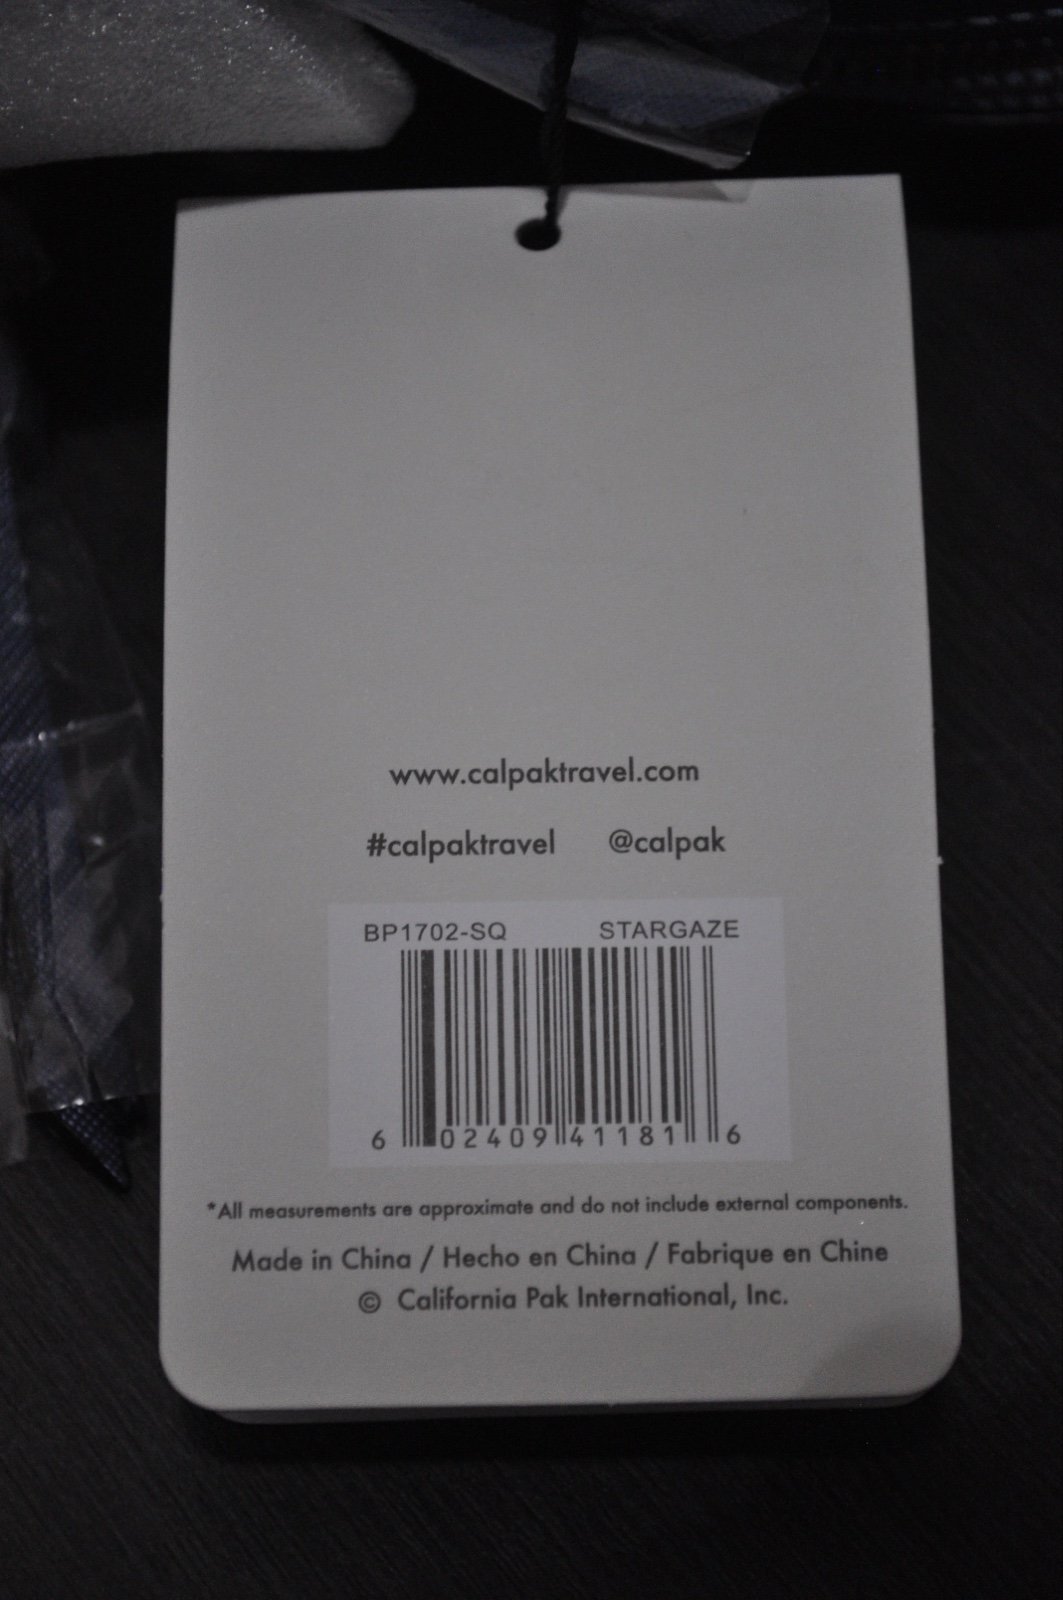 www.calpaktravel.com
#calpaktravel @calpak
BP1702-SQ STARGAZE
6 02409 41181 6
*All measurements are approximate and do not include external components.
Made in China / Hecho en China / Fabrique en Chine
© California Pak International, Inc.